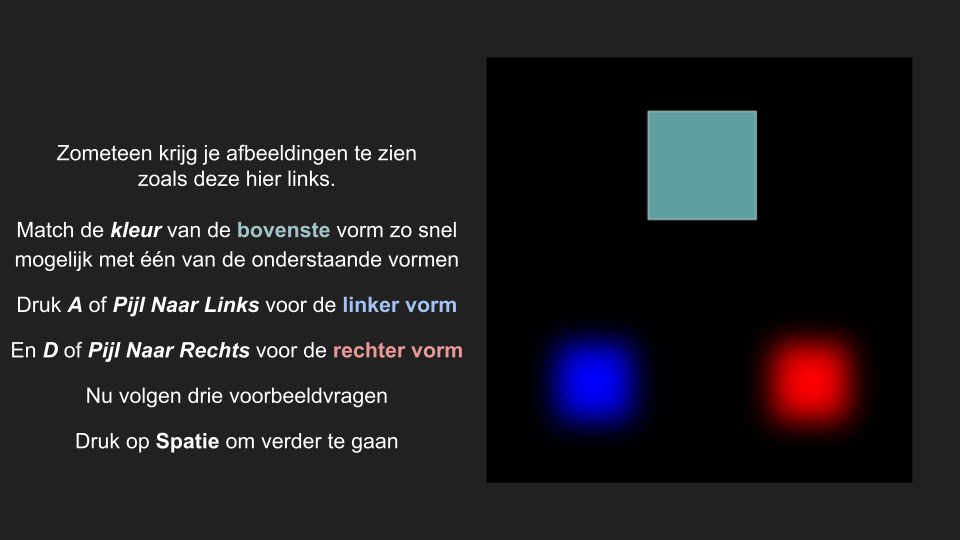 Zometeen krijg je afbeeldingen te zien
zoals deze hier links.
Match de kleur van de bovenste vorm zo snel
mogelijk met één van de onderstaande vormen
Druk A of Pijl Naar Links voor de linker vorm
En D of Pijl Naar Rechts voor de rechter vorm
Nu volgen drie voorbeeldvragen
Druk op Spatie om verder te gaan